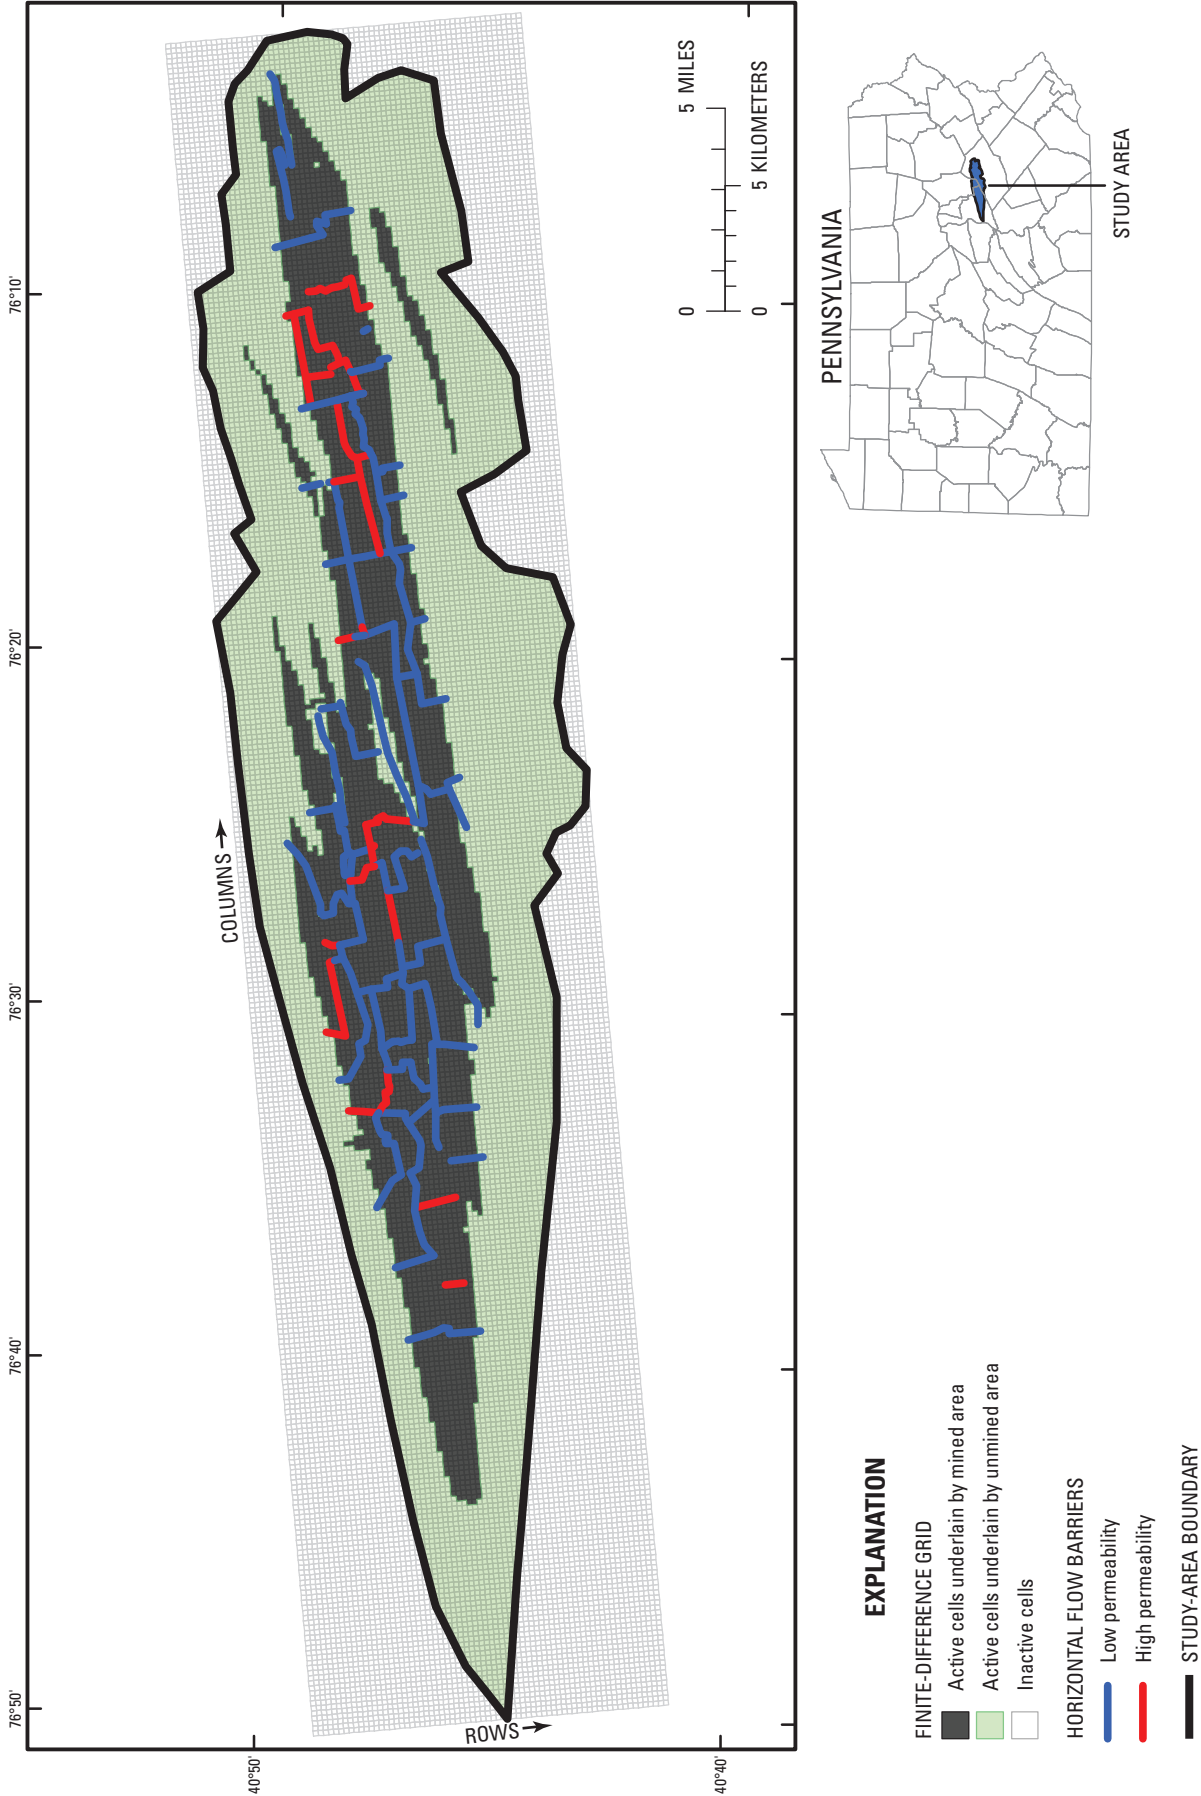 76°50'
76°40'
76°30'
76°20'
76°10'
40°50'
40°40'
COLUMNS
ROWS
0 5 MILES
0 5 KILOMETERS
EXPLANATION
FINITE-DIFFERENCE GRID
Active cells underlain by mined area
Active cells underlain by unmined area
Inactive cells
HORIZONTAL FLOW BARRIERS
Low permeability
High permeability
STUDY-AREA BOUNDARY
PENNSYLVANIA
STUDY AREA